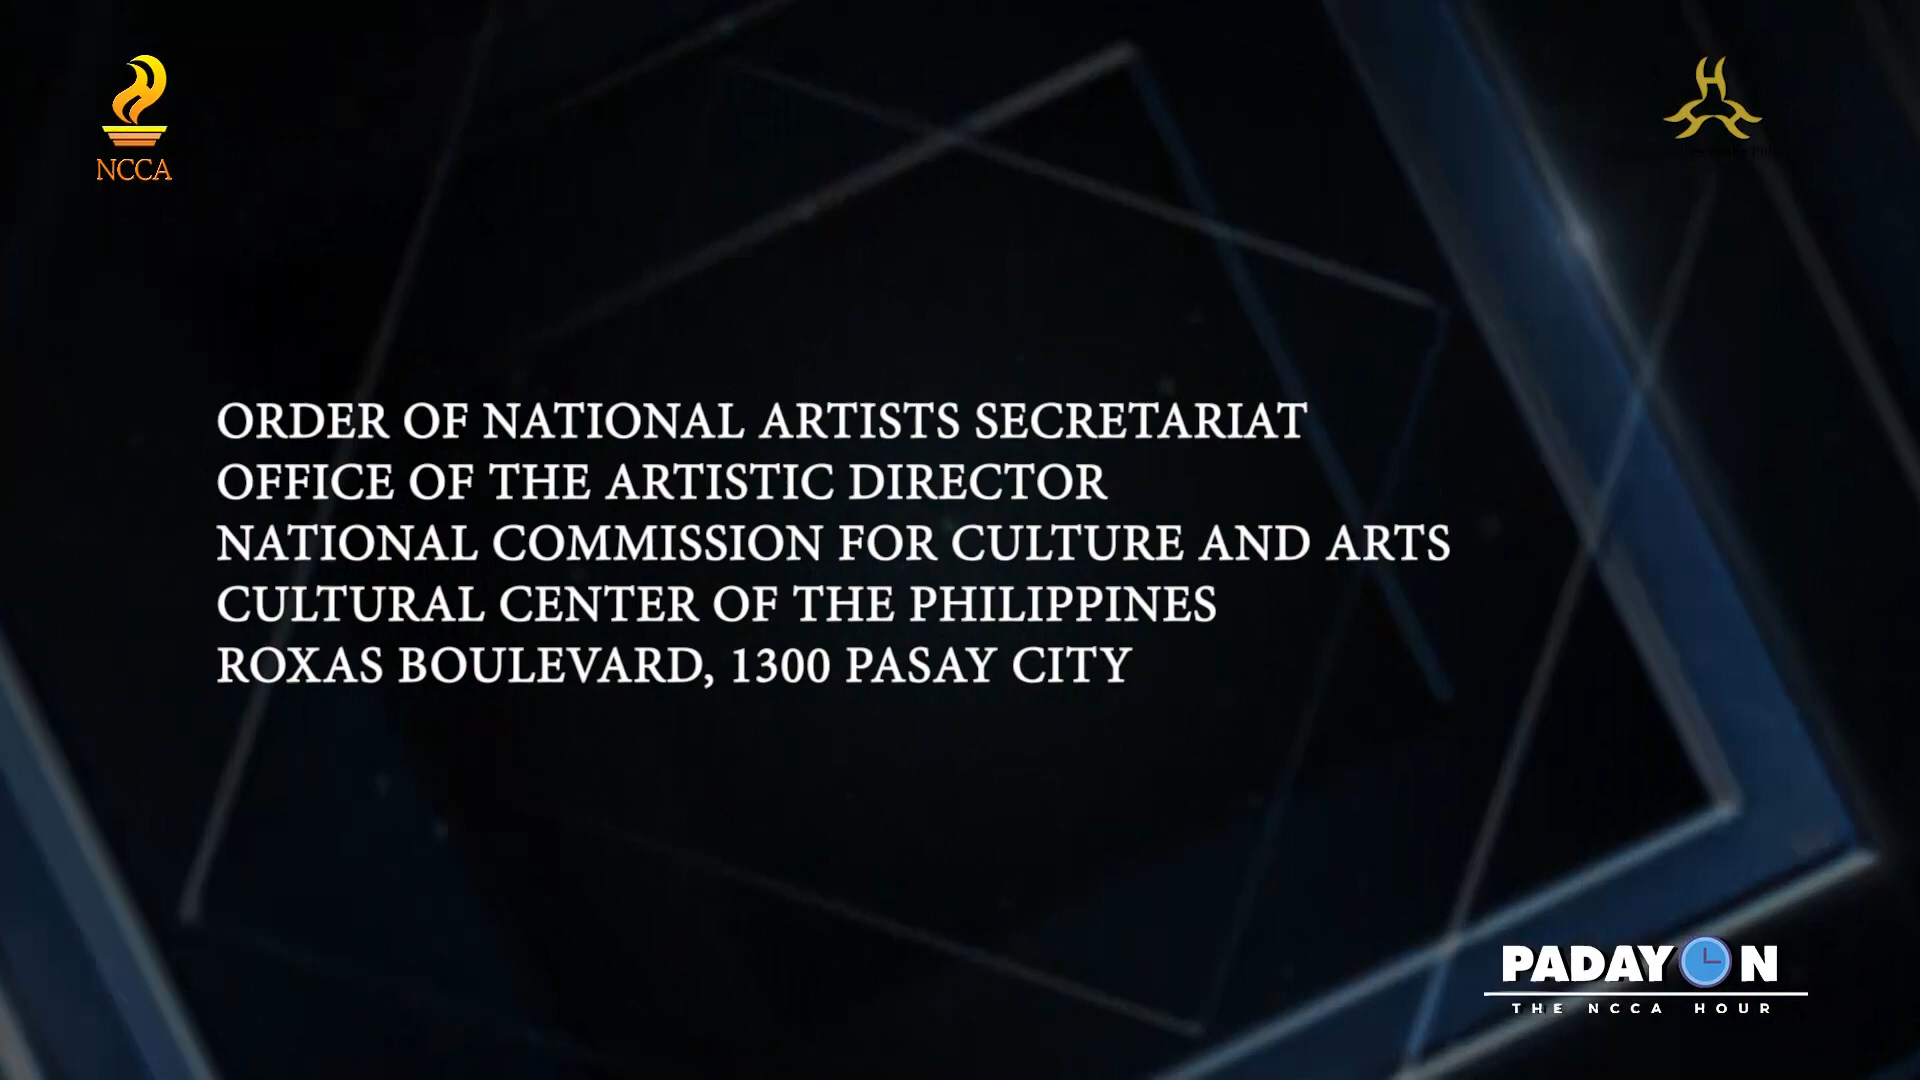 NCCA
ORDER OF NATIONAL ARTISTS SECRETARIAT
OFFICE OF THE ARTISTIC DIRECTOR
NATIONAL COMMISSION FOR CULTURE AND ARTS
CULTURAL CENTER OF THE PHILIPPINES
ROXAS BOULEVARD, 1300 PASAY CITY
PADAYON
THE NCCA HOUR